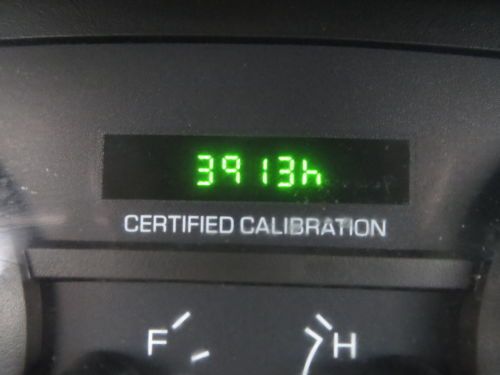 3913h
CERTIFIED CALIBRATION
F H